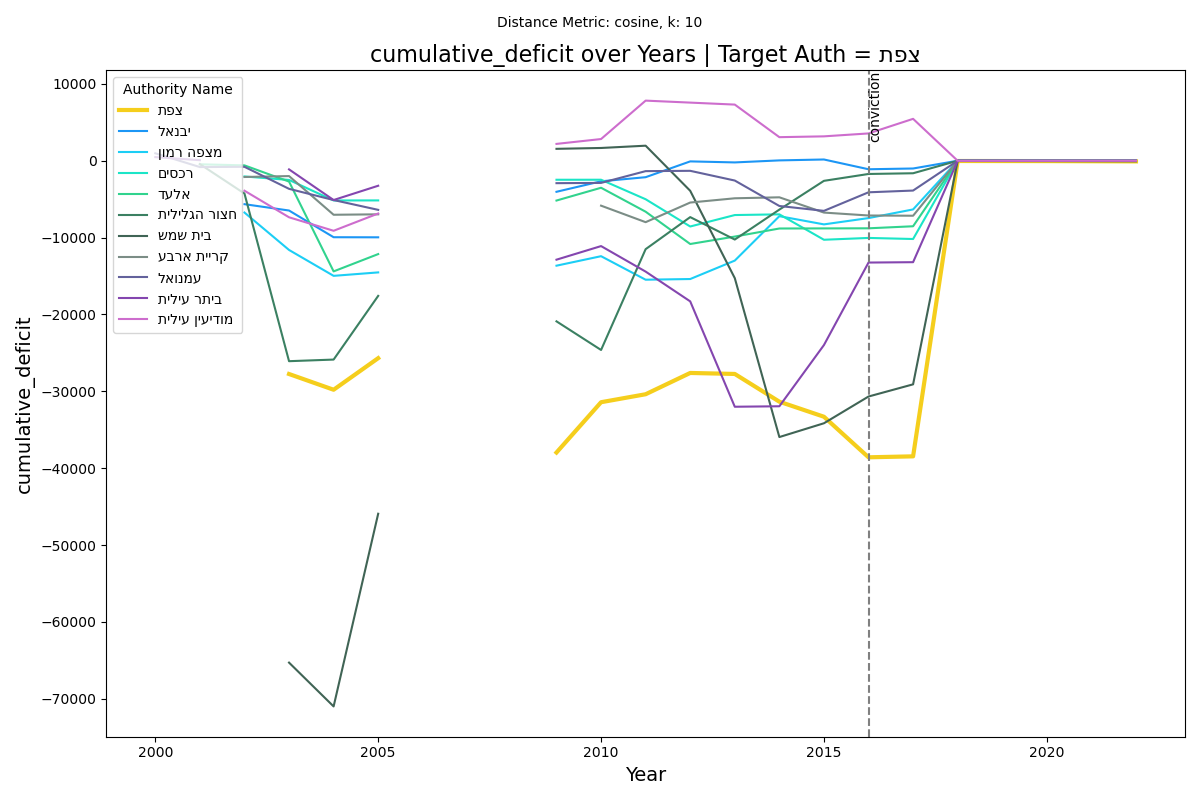 Distance Metric: cosine, k: 10
cumulative_deficit over Years | Target Auth = צפת
conviction
Authority Name
צפת
יבנאל
מצפה רמון
רכסים
אלעד
חצור הגלילית
בית שמש
קריית ארבע
עמנואל
ביתר עילית
מודיעין עילית
10000
0
−10000
−20000
−30000
−40000
−50000
−60000
−70000
cumulative_deficit
2000
2005
2010
2015
2020
Year